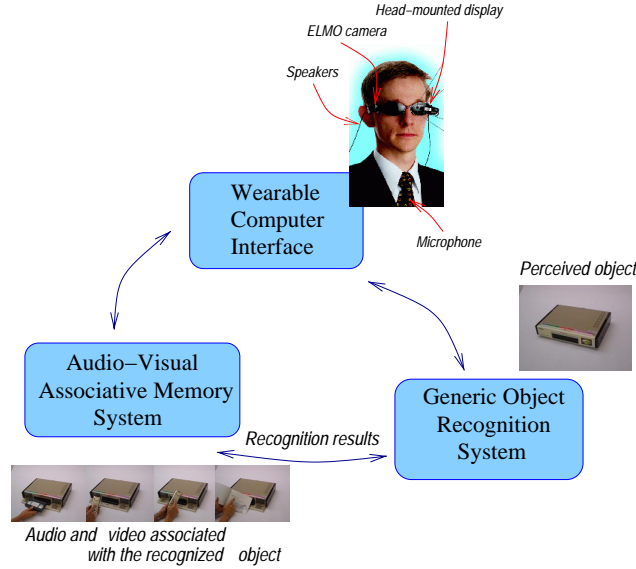 Head-mounted display
ELMO camera
Speakers
Wearable
Computer
Interface
Microphone
Perceived object
Audio−Visual
Associative Memory
System
Generic Object
Recognition
System
Recognition results
Audio and video associated
with the recognized object